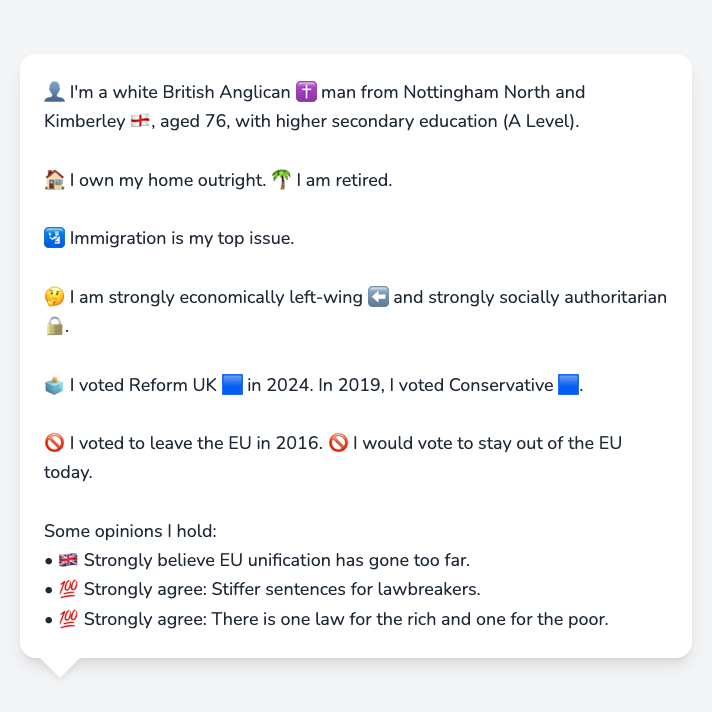 👤 I'm a white British Anglican ✝️ man from Nottingham North and
Kimberley 🏴󠁧󠁢󠁥󠁮󠁧󠁿, aged 76, with higher secondary education (A Level).
🏠 I own my home outright. 🌴 I am retired.
🛂 Immigration is my top issue.
🤔 I am strongly economically left-wing ⬅️ and strongly socially authoritarian
🔒.
🗳️ I voted Reform UK 🟦 in 2024. In 2019, I voted Conservative 🟦.
🚫 I voted to leave the EU in 2016. 🚫 I would vote to stay out of the EU
today.
Some opinions I hold:
• 🇬🇧 Strongly believe EU unification has gone too far.
• 💯 Strongly agree: Stiffer sentences for lawbreakers.
• 💯 Strongly agree: There is one law for the rich and one for the poor.